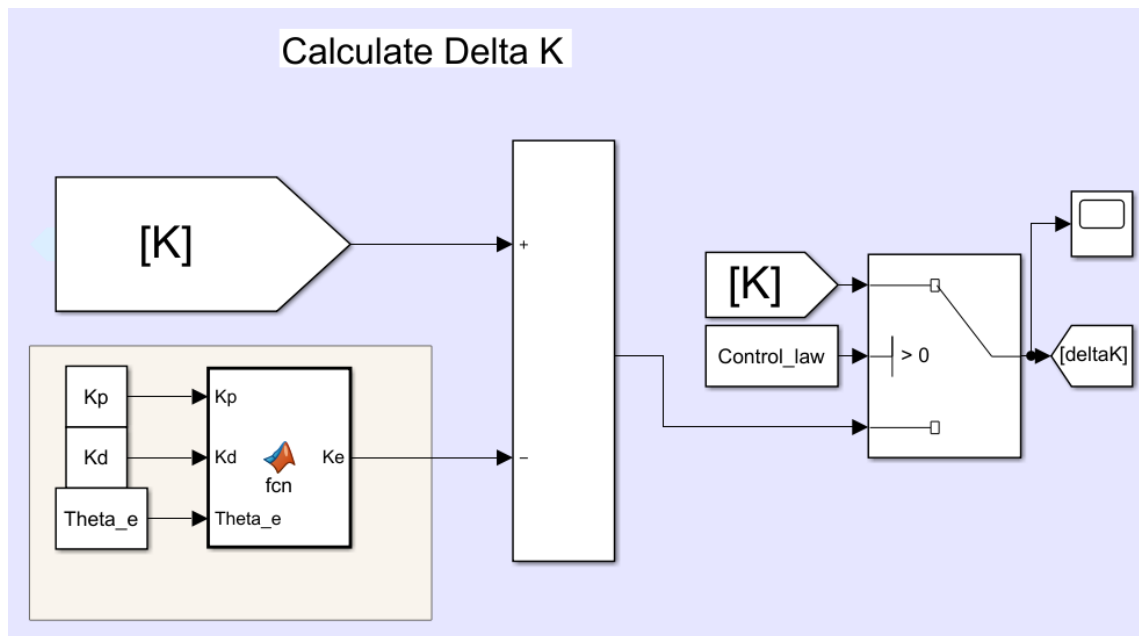 Calculate Delta K
[K]
+
[K]
Control_law
> 0
[deltaK]
Kp
Kp
Kd
Kd
Ke
−
fcn
Theta_e
Theta_e